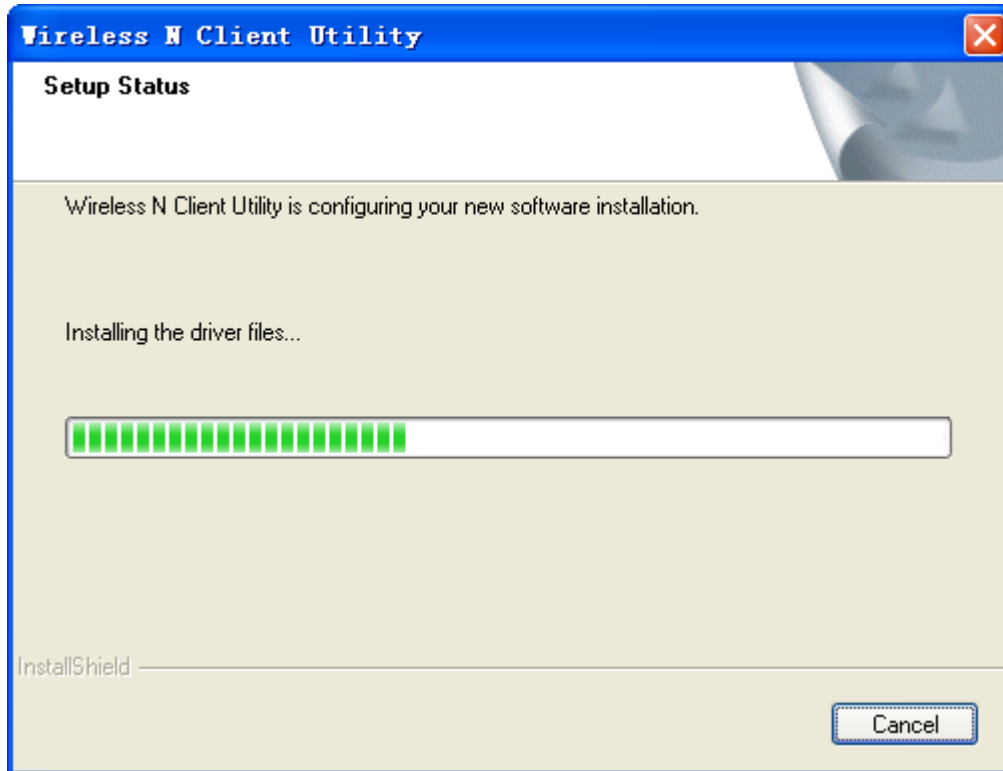 Wireless N Client Utility
Setup Status
Wireless N Client Utility is configuring your new software installation.
Installing the driver files...
InstallShield
Cancel